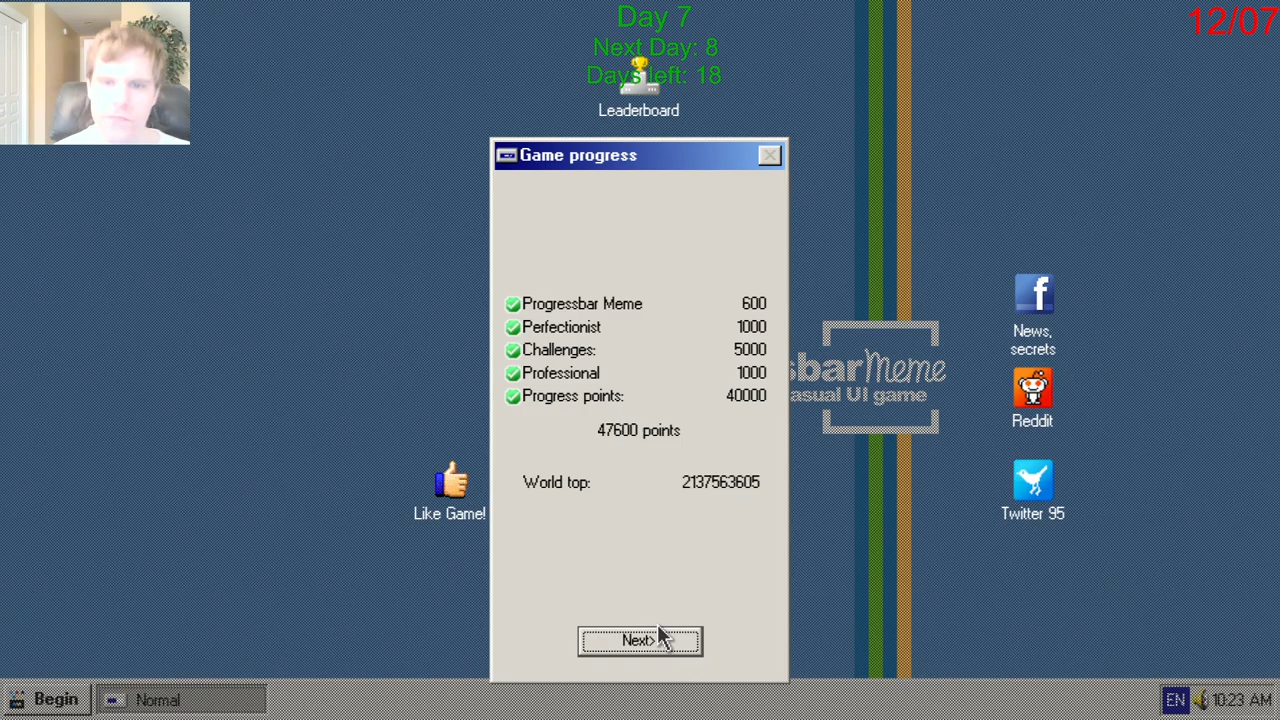 Day 7
Next Day: 8
Days left: 18
12/07
Leaderboard
Game progress
Progressbar Meme 600
Perfectionist 1000
Challenges: 5000
Professional 1000
Progress points: 40000
47600 points
World top: 2137563605
Next>
sbarMeme
asual UI game
News,
secrets
Reddit
Twitter 95
Like Game!
Begin
Normal
EN
10:23 AM